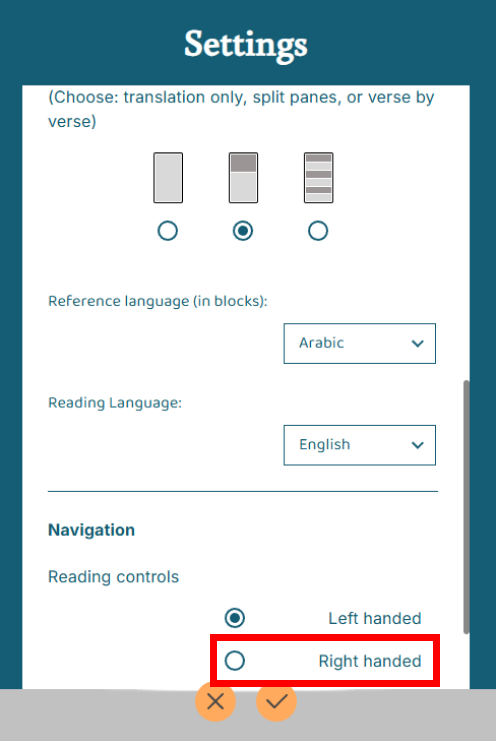 Settings
(Choose: translation only, split panes, or verse by
verse)
Reference language (in blocks):
Arabic
Reading Language:
English
Navigation
Reading controls
Left handed
Right handed